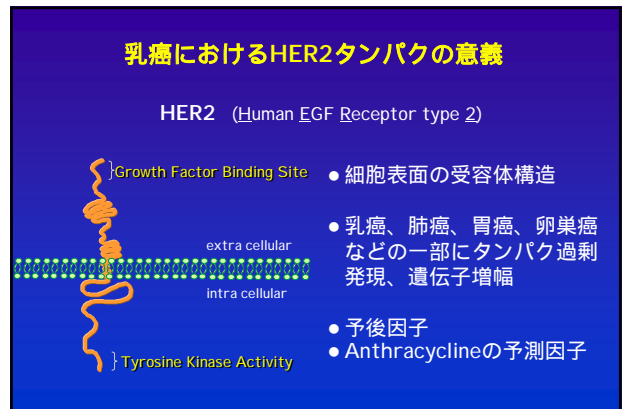 乳癌におけるHER2タンパクの意義
HER2 (Human EGF Receptor type 2)
Growth Factor Binding Site
extra cellular
intra cellular
Tyrosine Kinase Activity
● 細胞表面の受容体構造
● 乳癌、肺癌、胃癌、卵巣癌
などの一部にタンパク過剰
発現、遺伝子増幅
● 予後因子
● Anthracyclineの予測因子